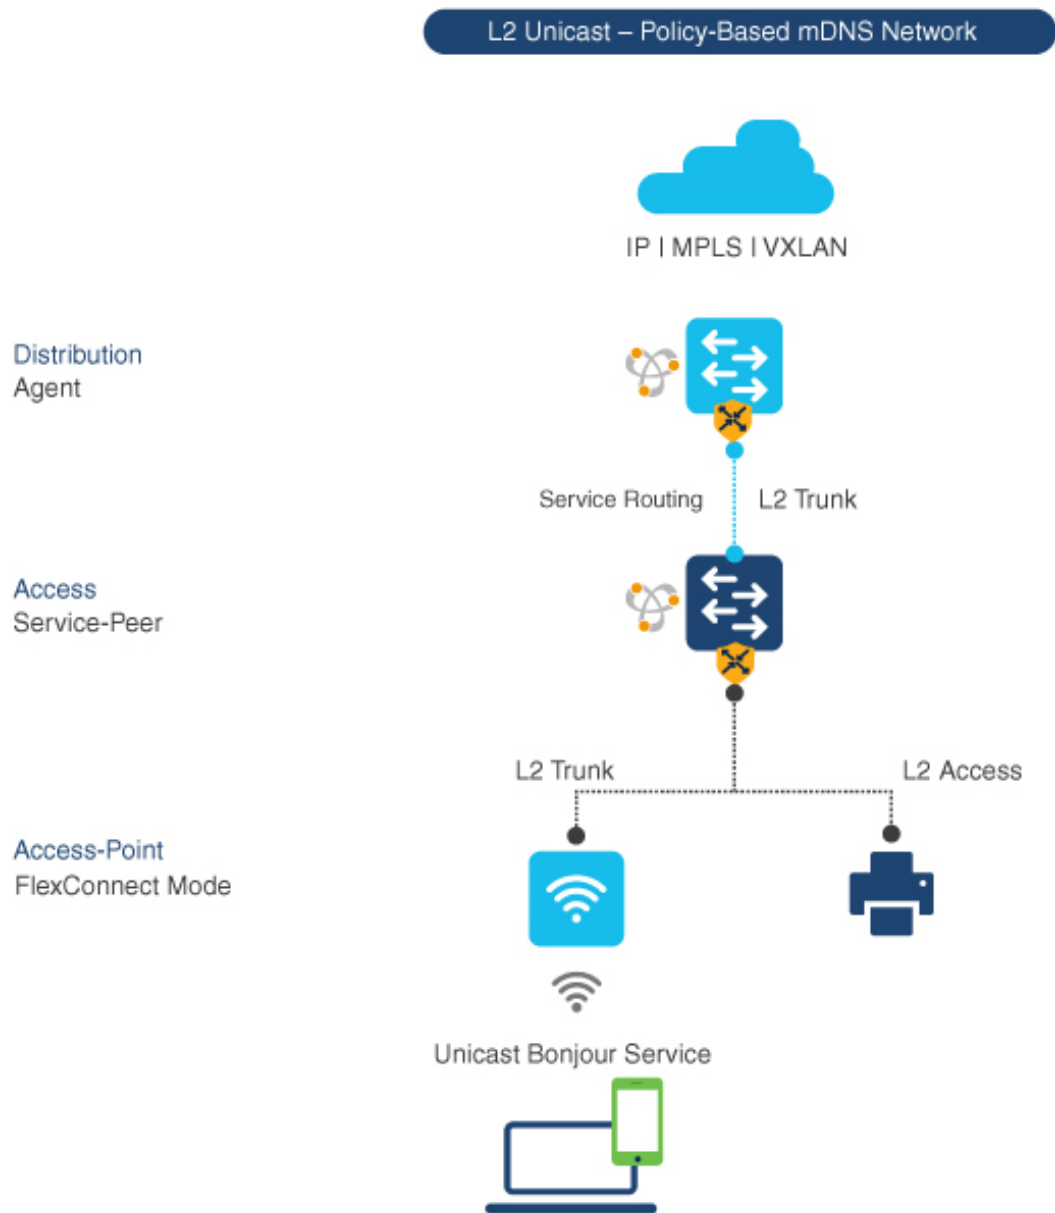 L2 Unicast – Policy-Based mDNS Network
IP | MPLS | VXLAN
Distribution
Agent
Service Routing
L2 Trunk
Access
Service-Peer
L2 Trunk
L2 Access
Access-Point
FlexConnect Mode
Unicast Bonjour Service